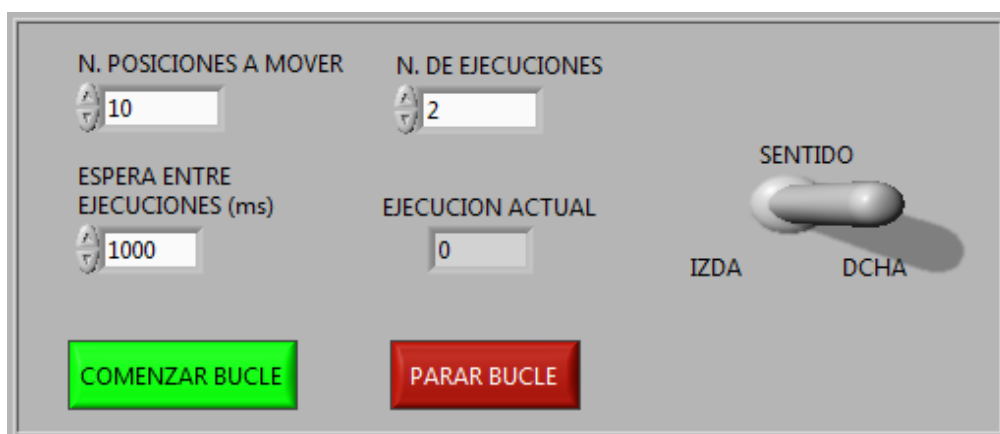 N. POSICIONES A MOVER
10
N. DE EJECUCIONES
2
ESPERA ENTRE
EJECUCIONES (ms)
1000
EJECUCION ACTUAL
0
SENTIDO
IZDA
DCHA
COMENZAR BUCLE
PARAR BUCLE